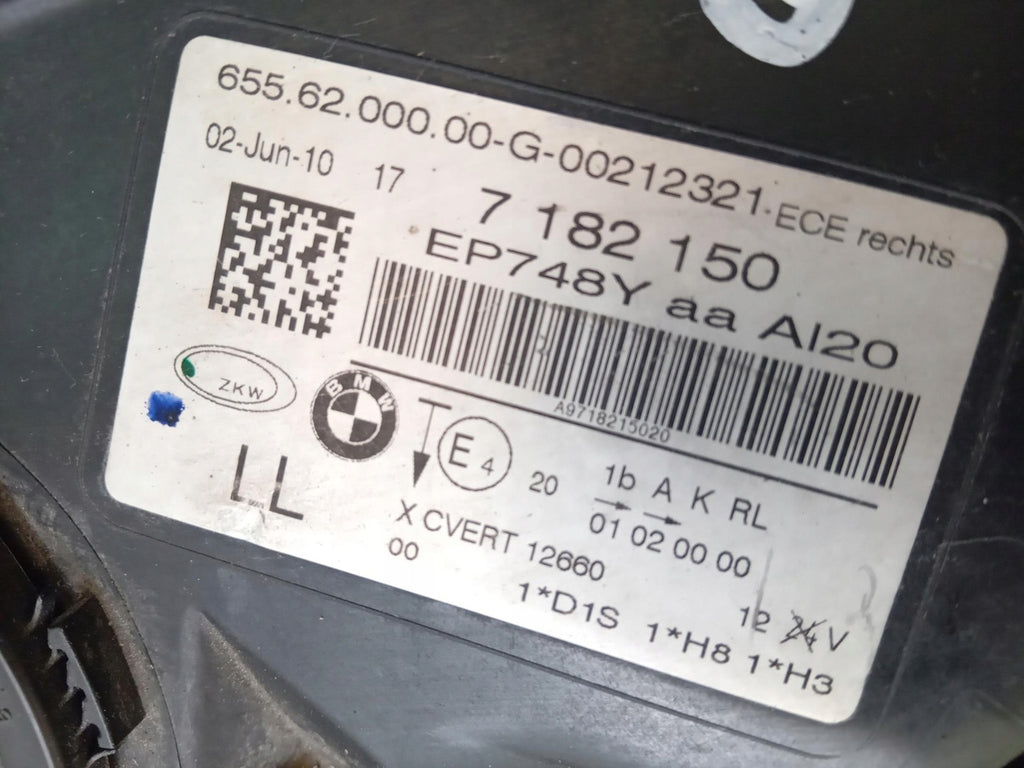 655.62.000.00-G-00212321.ECE rechts
02-Jun-10 17
7 182 150
EP748Y aa AI20
A9718215020
ZKW
BMW
LL
E 4
20
1b A K RL
01 02 00 00
X CVERT 12660
00
1*D1S 1*H8 1*H3
12 24 V